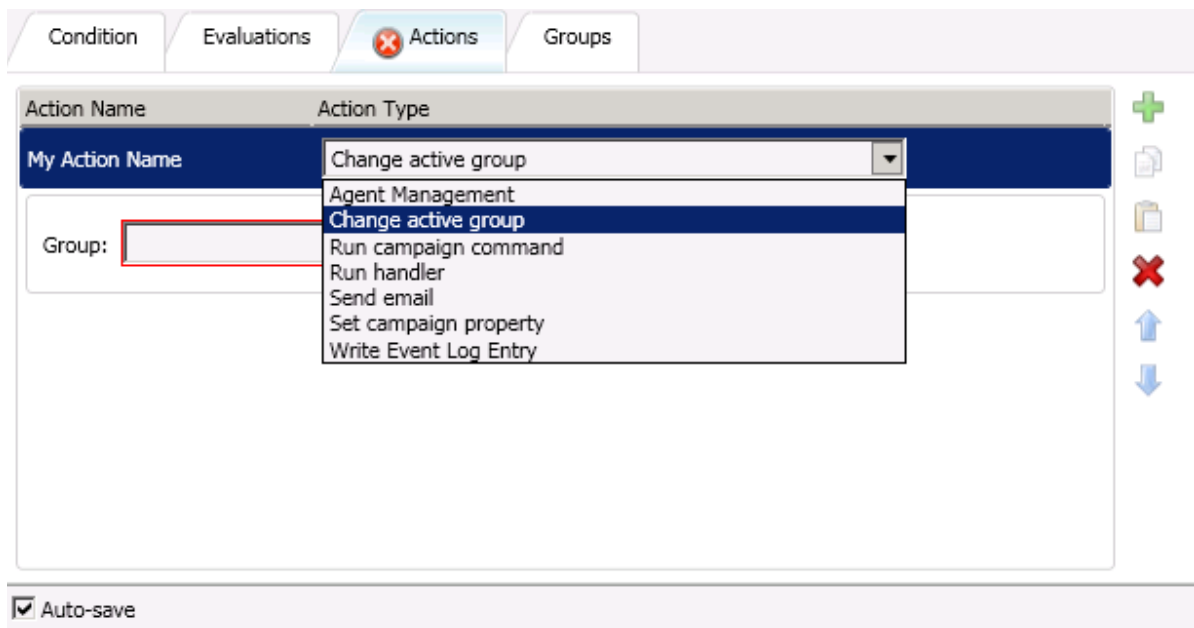 Condition Evaluations Actions Groups
Action Name Action Type
My Action Name Change active group
Agent Management
Change active group
Group:
Run campaign command
Run handler
Send email
Set campaign property
Write Event Log Entry
Auto-save